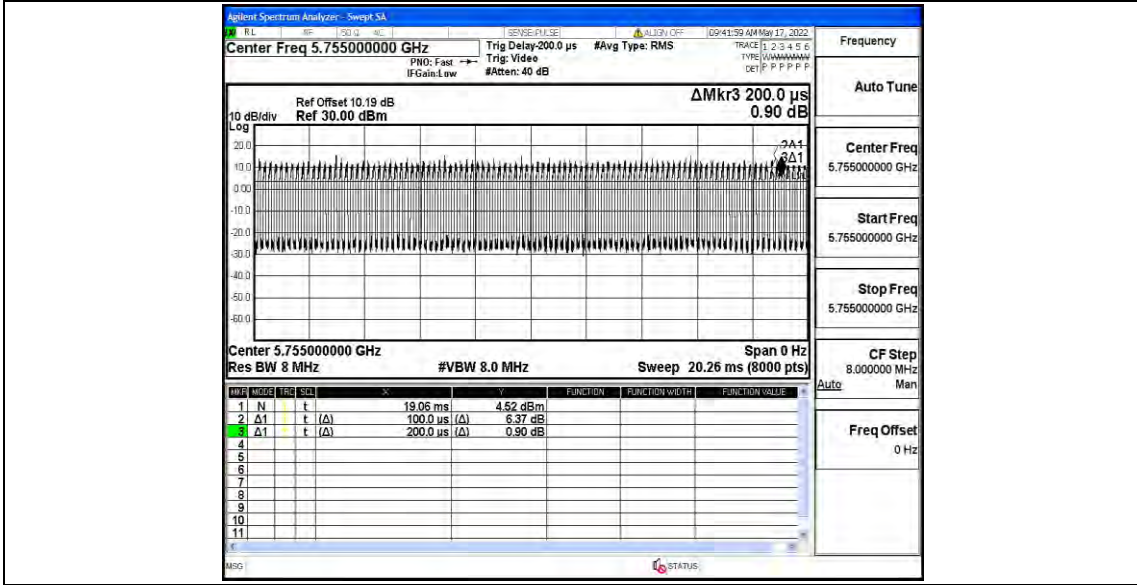 Agilent Spectrum Analyzer - Swept SA
RL RF 50 Ω AC SENSE:PULSE ALIGN OFF 09:41:59 AM May 17, 2022
Center Freq 5.755000000 GHz
PNO: Fast
IFGain:Low
Trig Delay-200.0 µs
Trig: Video
#Atten: 40 dB
#Avg Type: RMS
TRACE 1 2 3 4 5 6
TYPE
DET P P P P P P
ΔMkr3 200.0 µs
0.90 dB
Ref Offset 10.19 dB
10 dB/div Ref 30.00 dBm
Log
20.0
10.0
0.00
-10.0
-20.0
-30.0
-40.0
-50.0
-60.0
2Δ1
3Δ1
Center 5.755000000 GHz Span 0 Hz
Res BW 8 MHz #VBW 8.0 MHz Sweep 20.26 ms (8000 pts)
MKR MODE TRC SCL X Y FUNCTION FUNCTION WIDTH FUNCTION VALUE
1 N t 19.06 ms 4.52 dBm
2 Δ1 t (Δ) 100.0 µs (Δ) 6.37 dB
3 Δ1 t (Δ) 200.0 µs (Δ) 0.90 dB
4
5
6
7
8
9
10
11
MSG STATUS
Frequency
Auto Tune
Center Freq
5.755000000 GHz
Start Freq
5.755000000 GHz
Stop Freq
5.755000000 GHz
CF Step
8.000000 MHz
Auto Man
Freq Offset
0 Hz